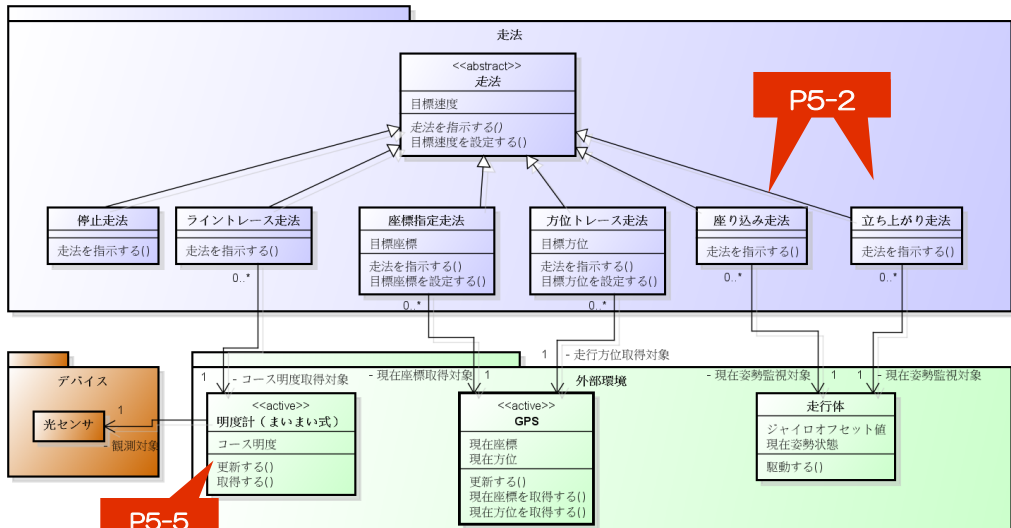 走法
<<abstract>>
走法
目標速度
走法を指示する()
目標速度を設定する()
P5-2
停止走法
走法を指示する()
ライントレース走法
走法を指示する()
0..*
座標指定走法
目標座標
走法を指示する()
目標座標を設定する()
0..*
方位トレース走法
目標方位
走法を指示する()
目標方位を設定する()
0..*
座り込み走法
走法を指示する()
0..*
立ち上がり走法
走法を指示する()
0..*
デバイス
光センサ
1
- 観測対象
外部環境
1
- コース明度取得対象
- 現在座標取得対象
1
1
- 走行方位取得対象
- 現在姿勢監視対象
1
1
- 現在姿勢監視対象
<<active>>
明度計（まいまい式）
コース明度
更新する()
取得する()
<<active>>
GPS
現在座標
現在方位
更新する()
現在座標を取得する()
現在方位を取得する()
走行体
ジャイロオフセット値
現在姿勢状態
駆動する()
P5-5